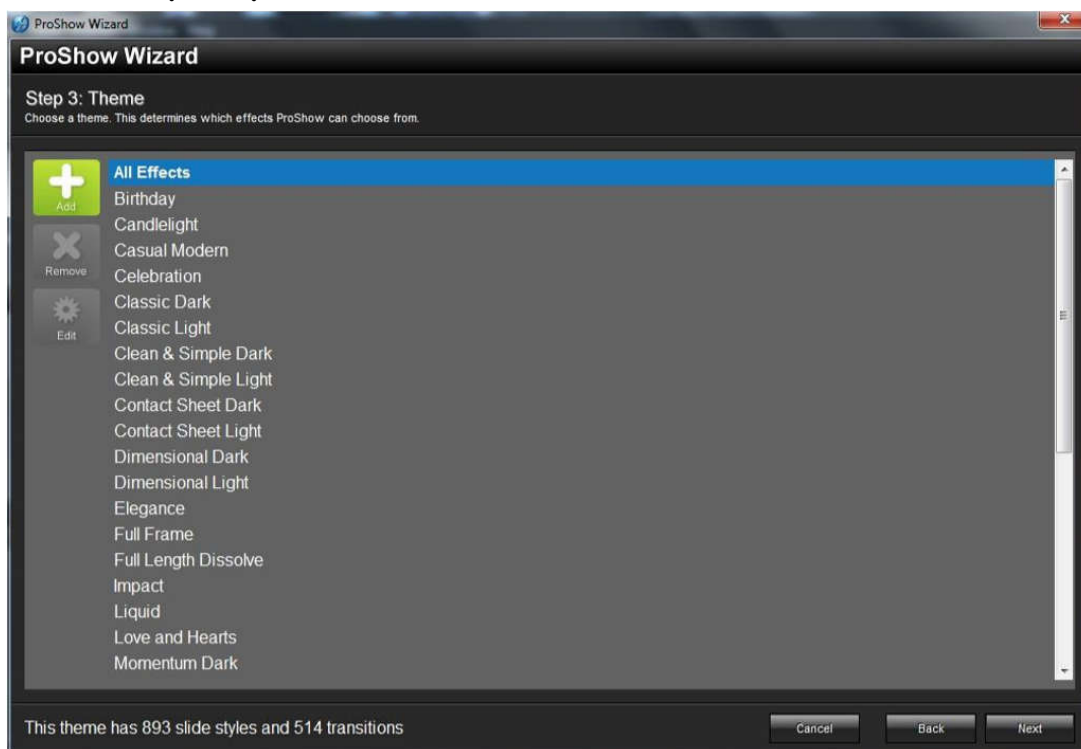 ProShow Wizard
ProShow Wizard
Step 3: Theme
Choose a theme. This determines which effects ProShow can choose from.
Add
Remove
Edit
All Effects
Birthday
Candlelight
Casual Modern
Celebration
Classic Dark
Classic Light
Clean & Simple Dark
Clean & Simple Light
Contact Sheet Dark
Contact Sheet Light
Dimensional Dark
Dimensional Light
Elegance
Full Frame
Full Length Dissolve
Impact
Liquid
Love and Hearts
Momentum Dark
This theme has 893 slide styles and 514 transitions
Cancel
Back
Next